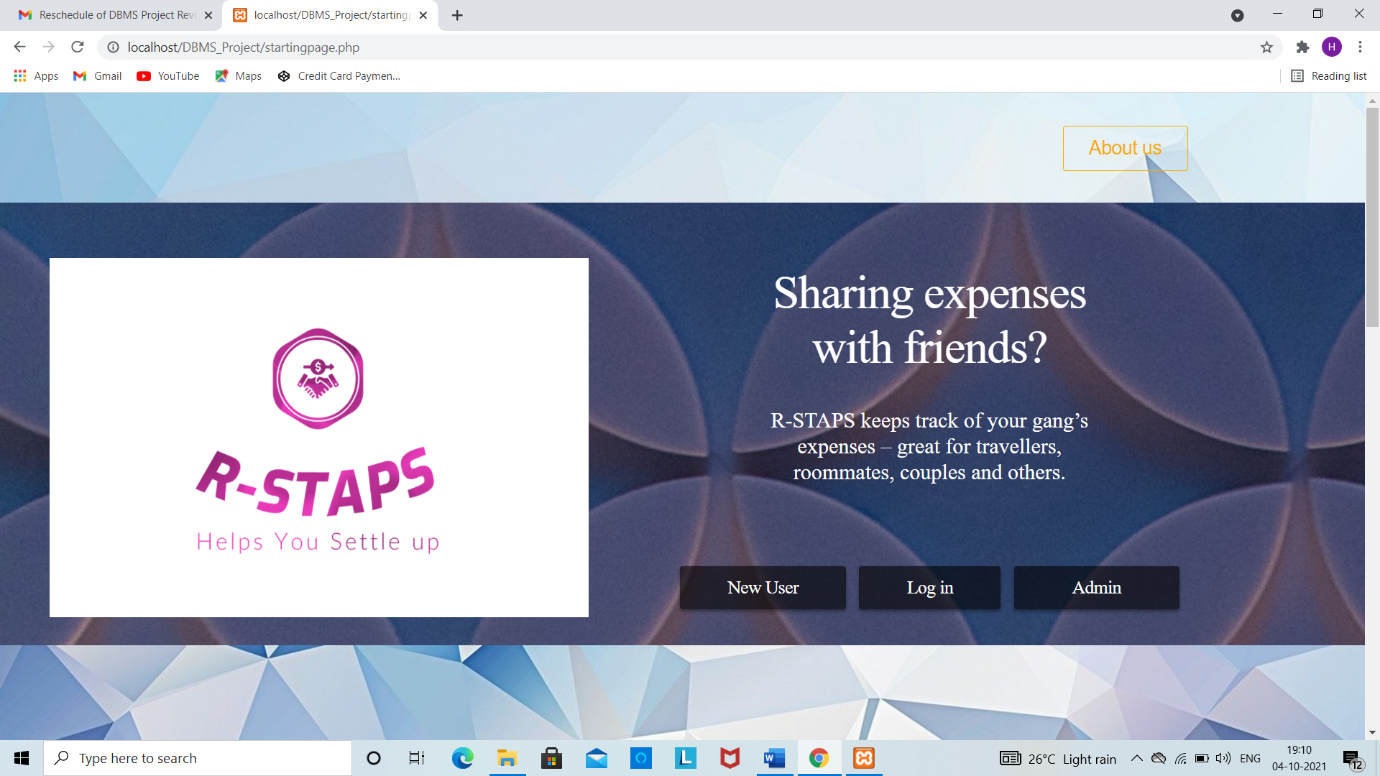 Reschedule of DBMS Project Revi
localhost/DBMS_Project/starting
localhost/DBMS_Project/startingpage.php
H
Apps
Gmail
YouTube
Maps
Credit Card Paymen...
Reading list
About us
Sharing expenses
with friends?
R-STAPS keeps track of your gang’s
expenses – great for travellers,
roommates, couples and others.
$
R-STAPS
Helps You Settle up
New User
Log in
Admin
Type here to search
L
W
26°C Light rain
ENG
19:10
04-10-2021
12